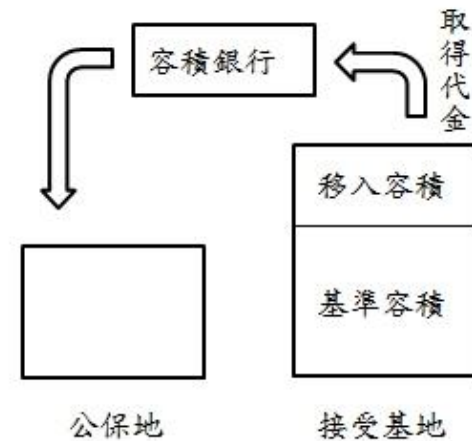 容積銀行
取得代金
移入容積
基準容積
公保地
接受基地